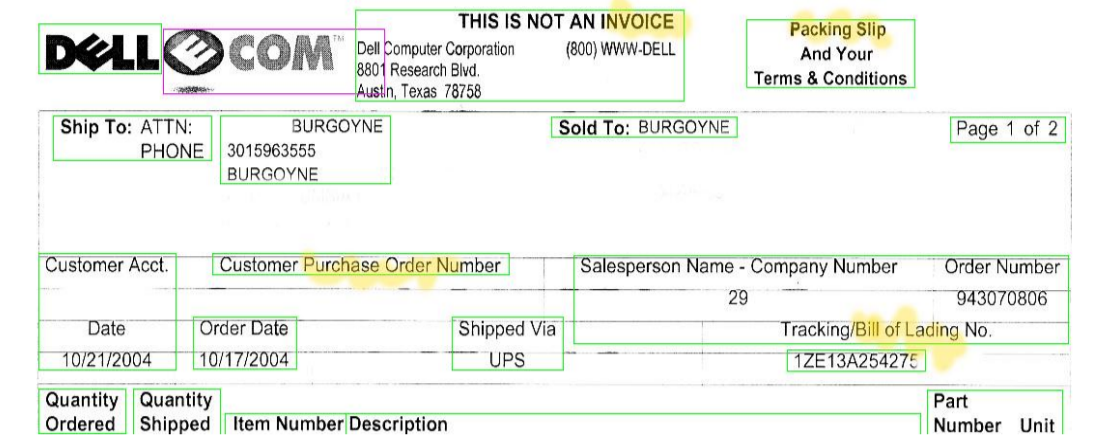 DELL COM™
THIS IS NOT AN INVOICE
Dell Computer Corporation (800) WWW-DELL
8801 Research Blvd.
Austin, Texas 78758
Packing Slip
And Your
Terms & Conditions
Ship To: ATTN: BURGOYNE
PHONE 3015963555
BURGOYNE
Sold To: BURGOYNE
Page 1 of 2
Customer Acct. Customer Purchase Order Number Salesperson Name - Company Number Order Number
29 943070806
Date Order Date Shipped Via Tracking/Bill of Lading No.
10/21/2004 10/17/2004 UPS 1ZE13A254275
Quantity Quantity Part
Ordered Shipped Item Number Description Number Unit